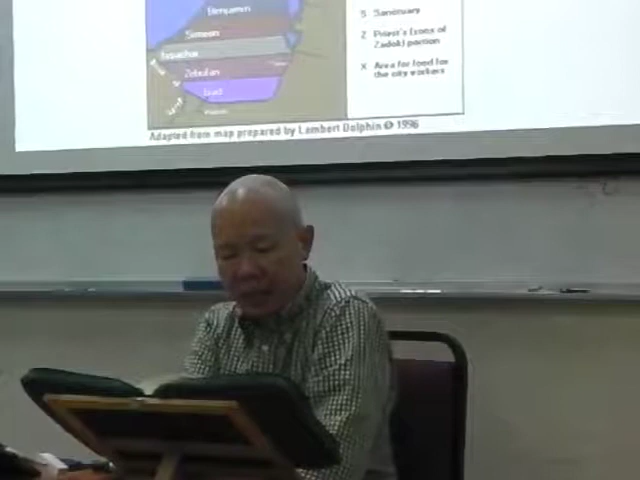 Benjamin
Simeon
Issachar
Zebulan
Gad
S Sanctuary
Z Priest's (sons of
Zadok) portion
X Area for food for
the city workers
Adapted from map prepared by Lambert Dolphin © 1996